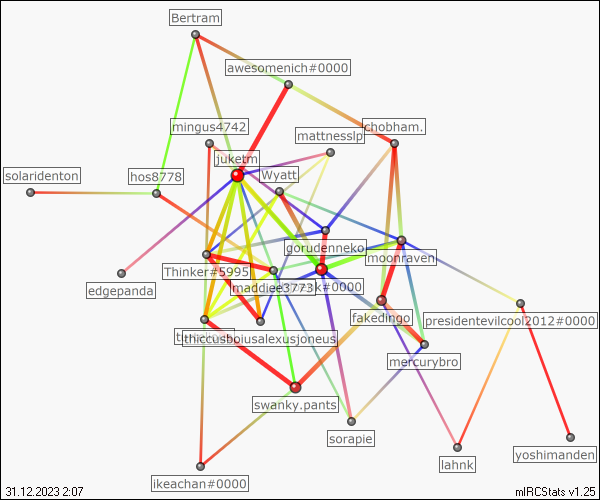 Bertram
awesomenich#0000
mingus4742
chobham.
mattnesslp
juketm
solaridenton
hos8778
Wyatt
gorudenneko
moonraven
Thinker#5995
maddiee3773
#0000
edgepanda
fakedingo
presidentevilcool2012#0000
thiccusboiusalexusjoneus
mercurybro
swanky.pants
sorapie
lahnk
yoshimanden
ikeachan#0000
31.12.2023 2:07
mIRCStats v1.25